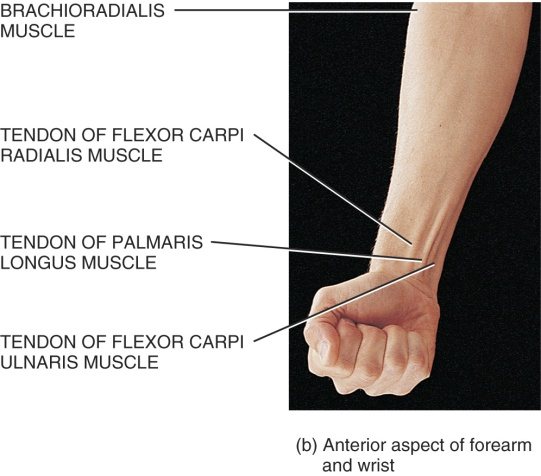 BRACHIORADIALIS
MUSCLE
TENDON OF FLEXOR CARPI
RADIALIS MUSCLE
TENDON OF PALMARIS
LONGUS MUSCLE
TENDON OF FLEXOR CARPI
ULNARIS MUSCLE
(b) Anterior aspect of forearm
and wrist